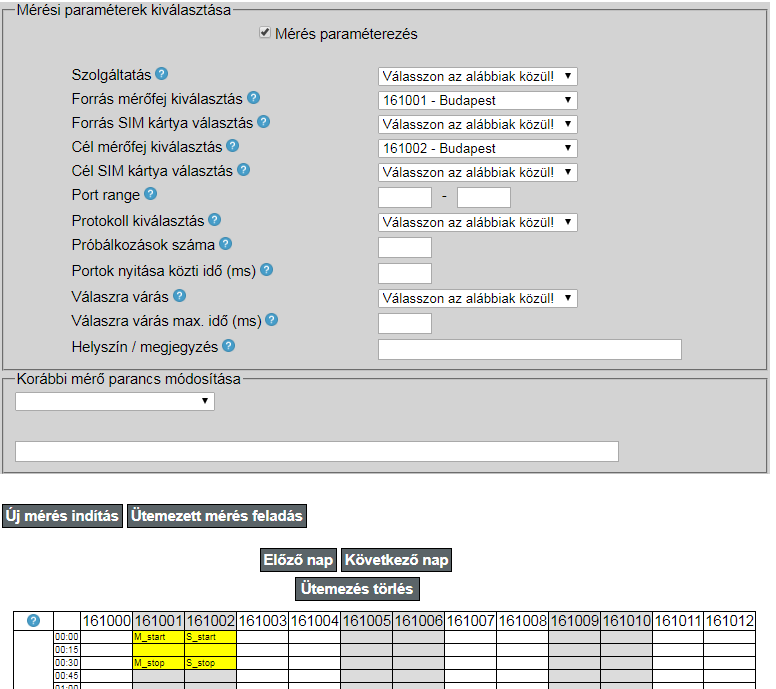 Mérési paraméterek kiválasztása
Mérés paraméterezés
Szolgáltatás ? Válasszon az alábbiak közül!
Forrás mérőfej kiválasztás ? 161001 - Budapest
Forrás SIM kártya választás ? Válasszon az alábbiak közül!
Cél mérőfej kiválasztás ? 161002 - Budapest
Cél SIM kártya választás ? Válasszon az alábbiak közül!
Port range ? -
Protokoll kiválasztás ? Válasszon az alábbiak közül!
Próbálkozások száma ?
Portok nyitása közti idő (ms) ?
Válaszra várás ? Válasszon az alábbiak közül!
Válaszra várás max. idő (ms) ?
Helyszín / megjegyzés ?
Korábbi mérő parancs módosítása
Új mérés indítás Ütemezett mérés feladás
Előző nap Következő nap
Ütemezés törlés
? 161000 161001 161002 161003 161004 161005 161006 161007 161008 161009 161010 161011 161012
00:00 M_start S_start
00:15
00:30 M_stop S_stop
00:45
01:00